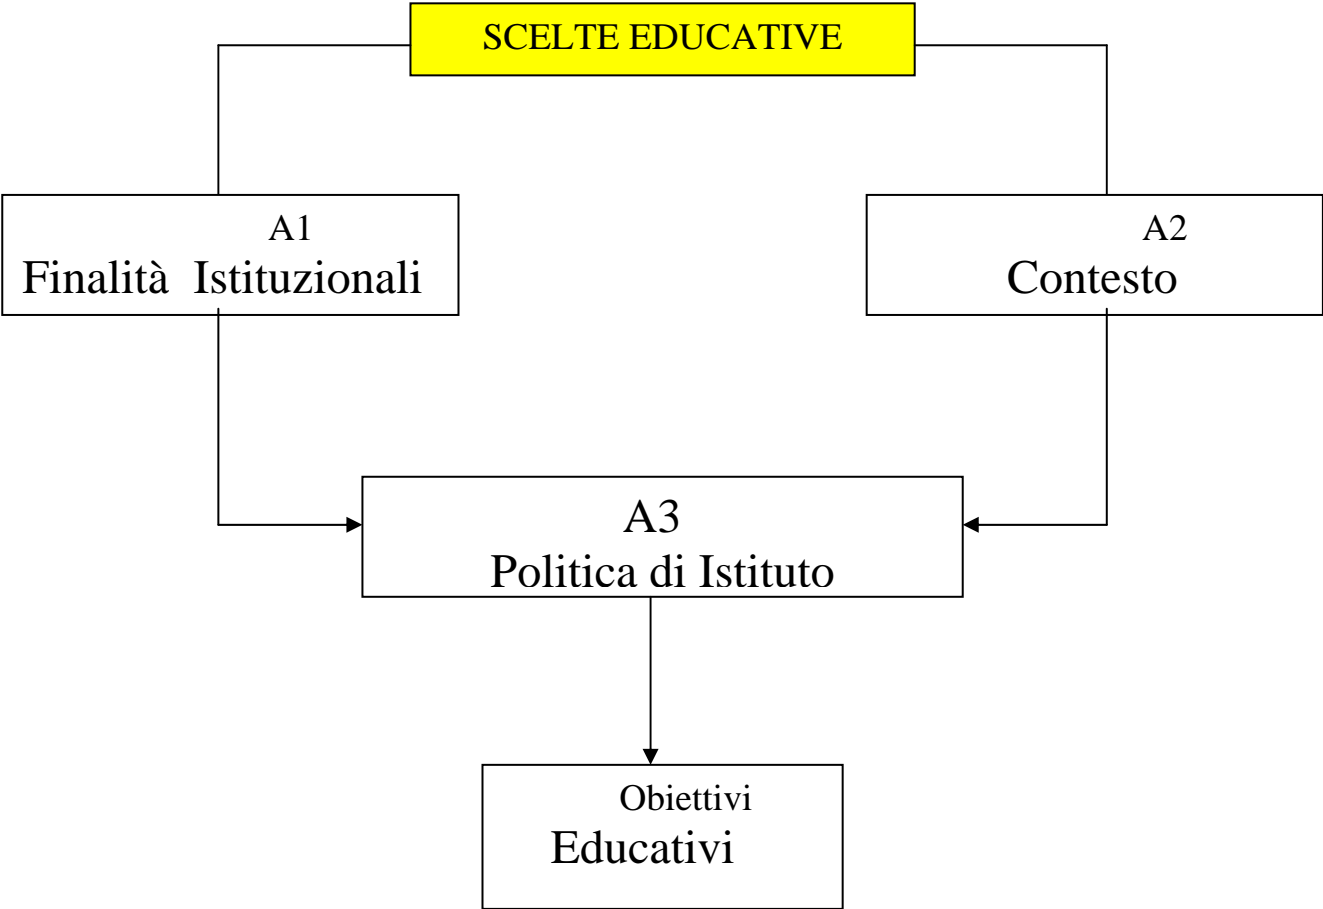 SCELTE EDUCATIVE
A1
Finalità Istituzionali
A2
Contesto
A3
Politica di Istituto
Obiettivi
Educativi